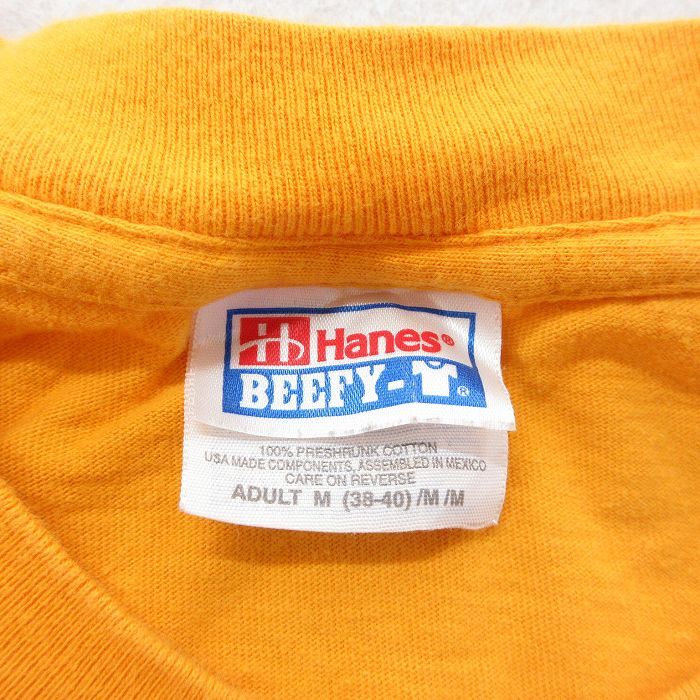 H Hanes®
BEEFY-T®
100% PRESHRUNK COTTON
USA MADE COMPONENTS, ASSEMBLED IN MEXICO
CARE ON REVERSE
ADULT M (38-40) /M /M